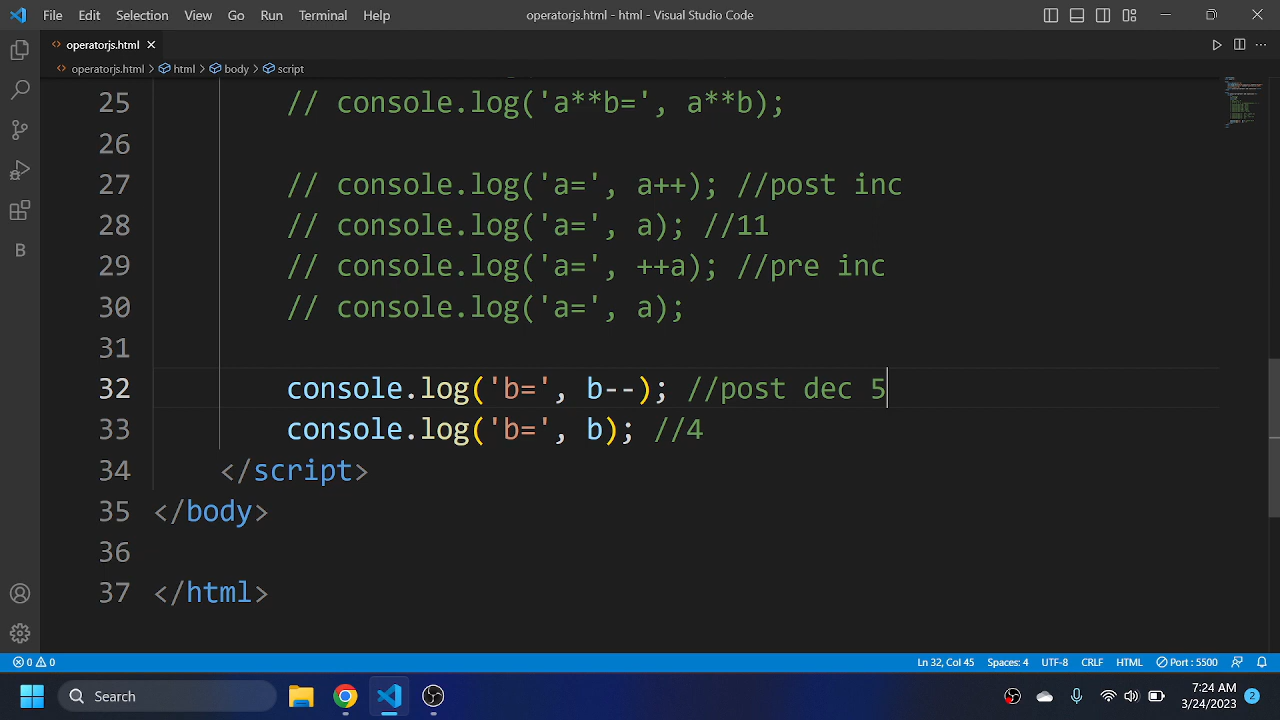 File Edit Selection View Go Run Terminal Help operatorjs.html - html - Visual Studio Code
operatorjs.html
operatorjs.html > html > body > script
25 // console.log('a**b=', a**b);
26
27 // console.log('a=', a++); //post inc
28 // console.log('a=', a); //11
29 // console.log('a=', ++a); //pre inc
30 // console.log('a=', a);
31
32 console.log('b=', b--); //post dec 5
33 console.log('b=', b); //4
34 </script>
35 </body>
36
37 </html>
B
0 0 Ln 32, Col 45 Spaces: 4 UTF-8 CRLF HTML Port : 5500
Search 7:24 AM
3/24/2023 2